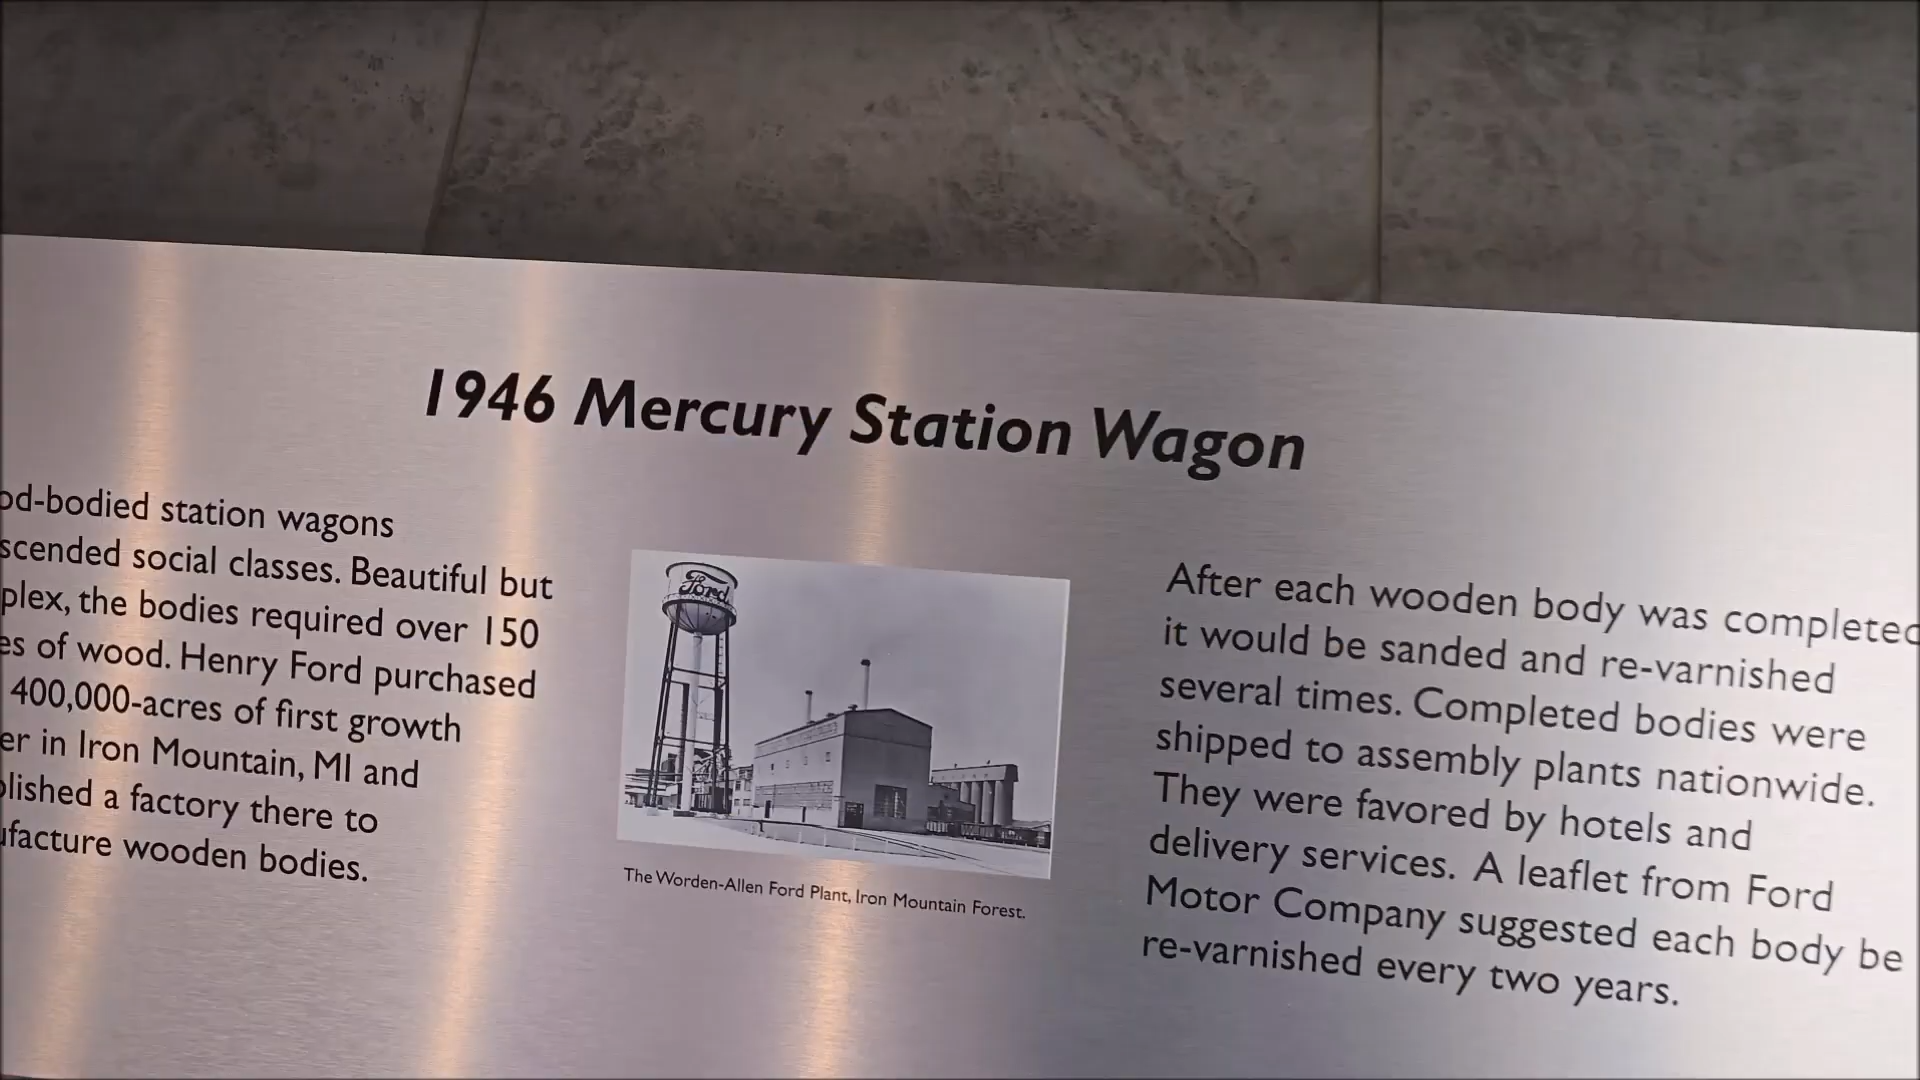 1946 Mercury Station Wagon
od-bodied station wagons
scended social classes. Beautiful but
plex, the bodies required over 150
es of wood. Henry Ford purchased
400,000-acres of first growth
er in Iron Mountain, MI and
lished a factory there to
facture wooden bodies.
Ford
The Worden-Allen Ford Plant, Iron Mountain Forest.
After each wooden body was completed
it would be sanded and re-varnished
several times. Completed bodies were
shipped to assembly plants nationwide.
They were favored by hotels and
delivery services. A leaflet from Ford
Motor Company suggested each body be
re-varnished every two years.